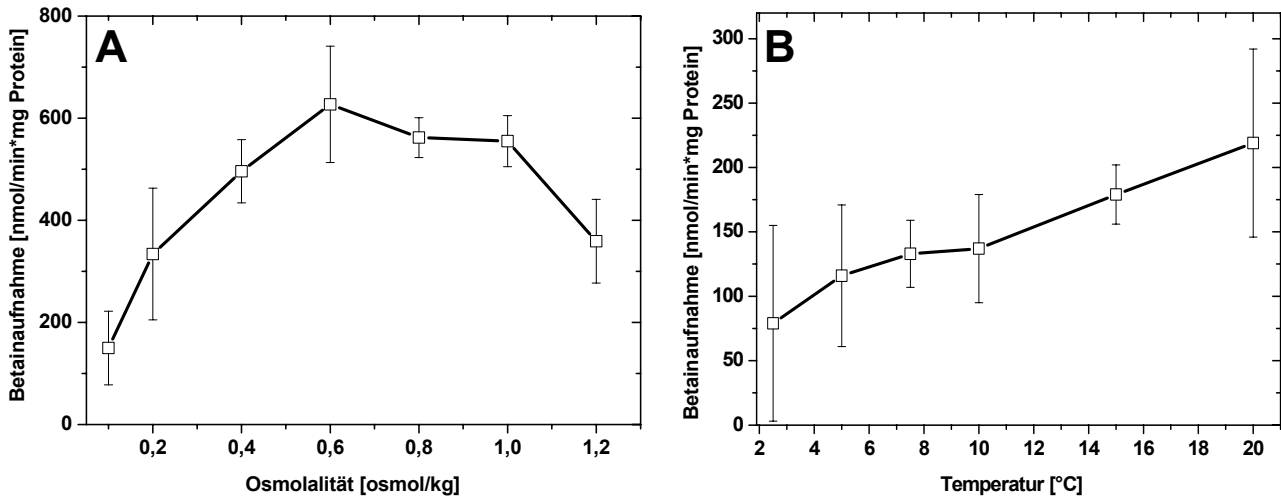 A
Betainaufnahme [nmol/min*mg Protein]
800
600
400
200
0
0,2 0,4 0,6 0,8 1,0 1,2
Osmolalität [osmol/kg]
B
Betainaufnahme [nmol/min*mg Protein]
300
250
200
150
100
50
0
2 4 6 8 10 12 14 16 18 20
Temperatur [°C]